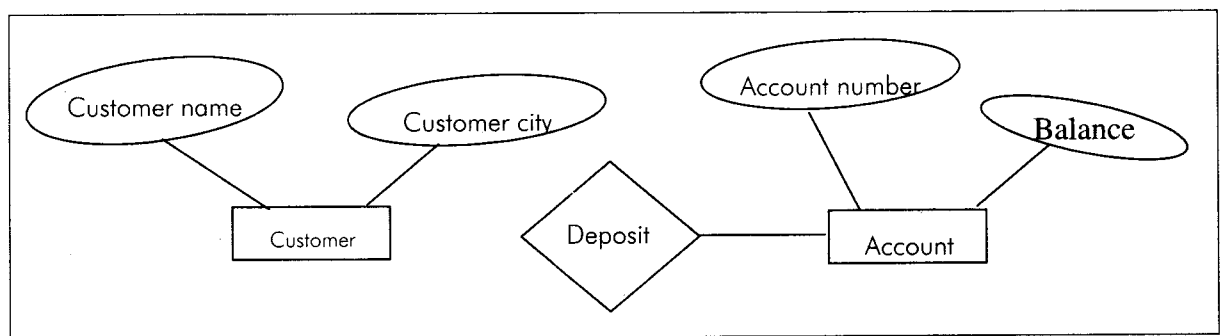 Customer name
Customer city
Account number
Balance
Customer
Deposit
Account